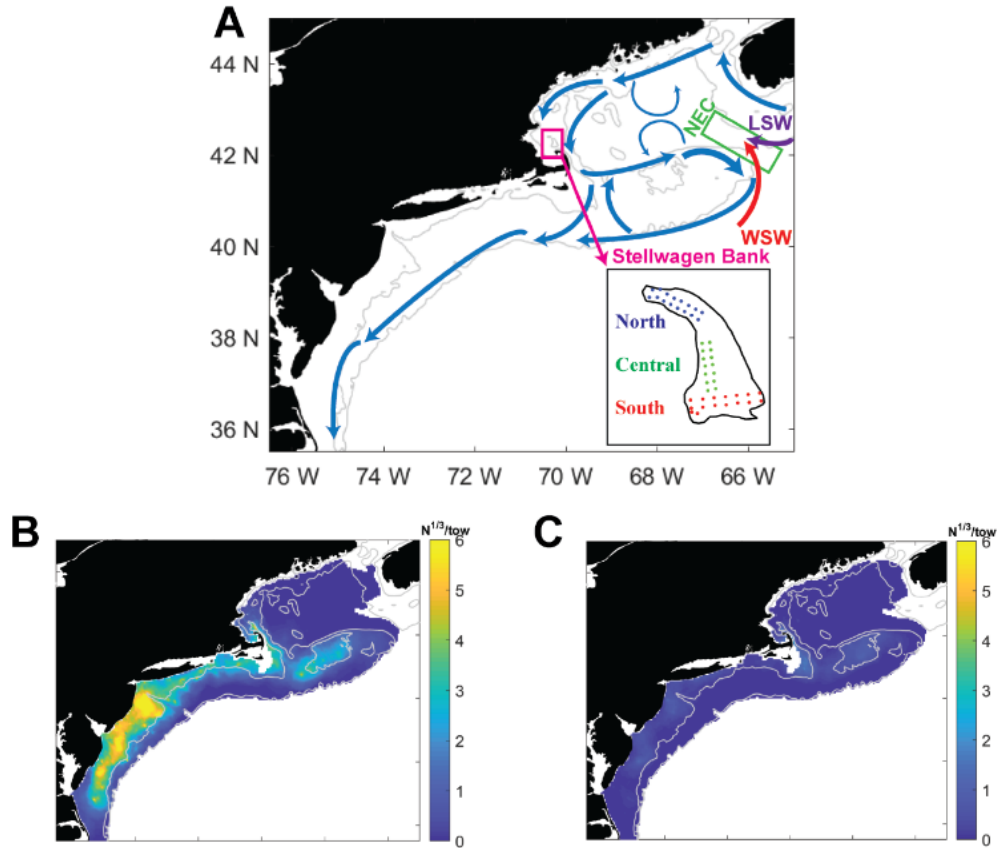 A
44 N
42 N
40 N
38 N
36 N
76 W 74 W 72 W 70 W 68 W 66 W
NEC
LSW
WSW
Stellwagen Bank
North
Central
South
B
N1/3/tow
6
5
4
3
2
1
0
C
N1/3/tow
6
5
4
3
2
1
0